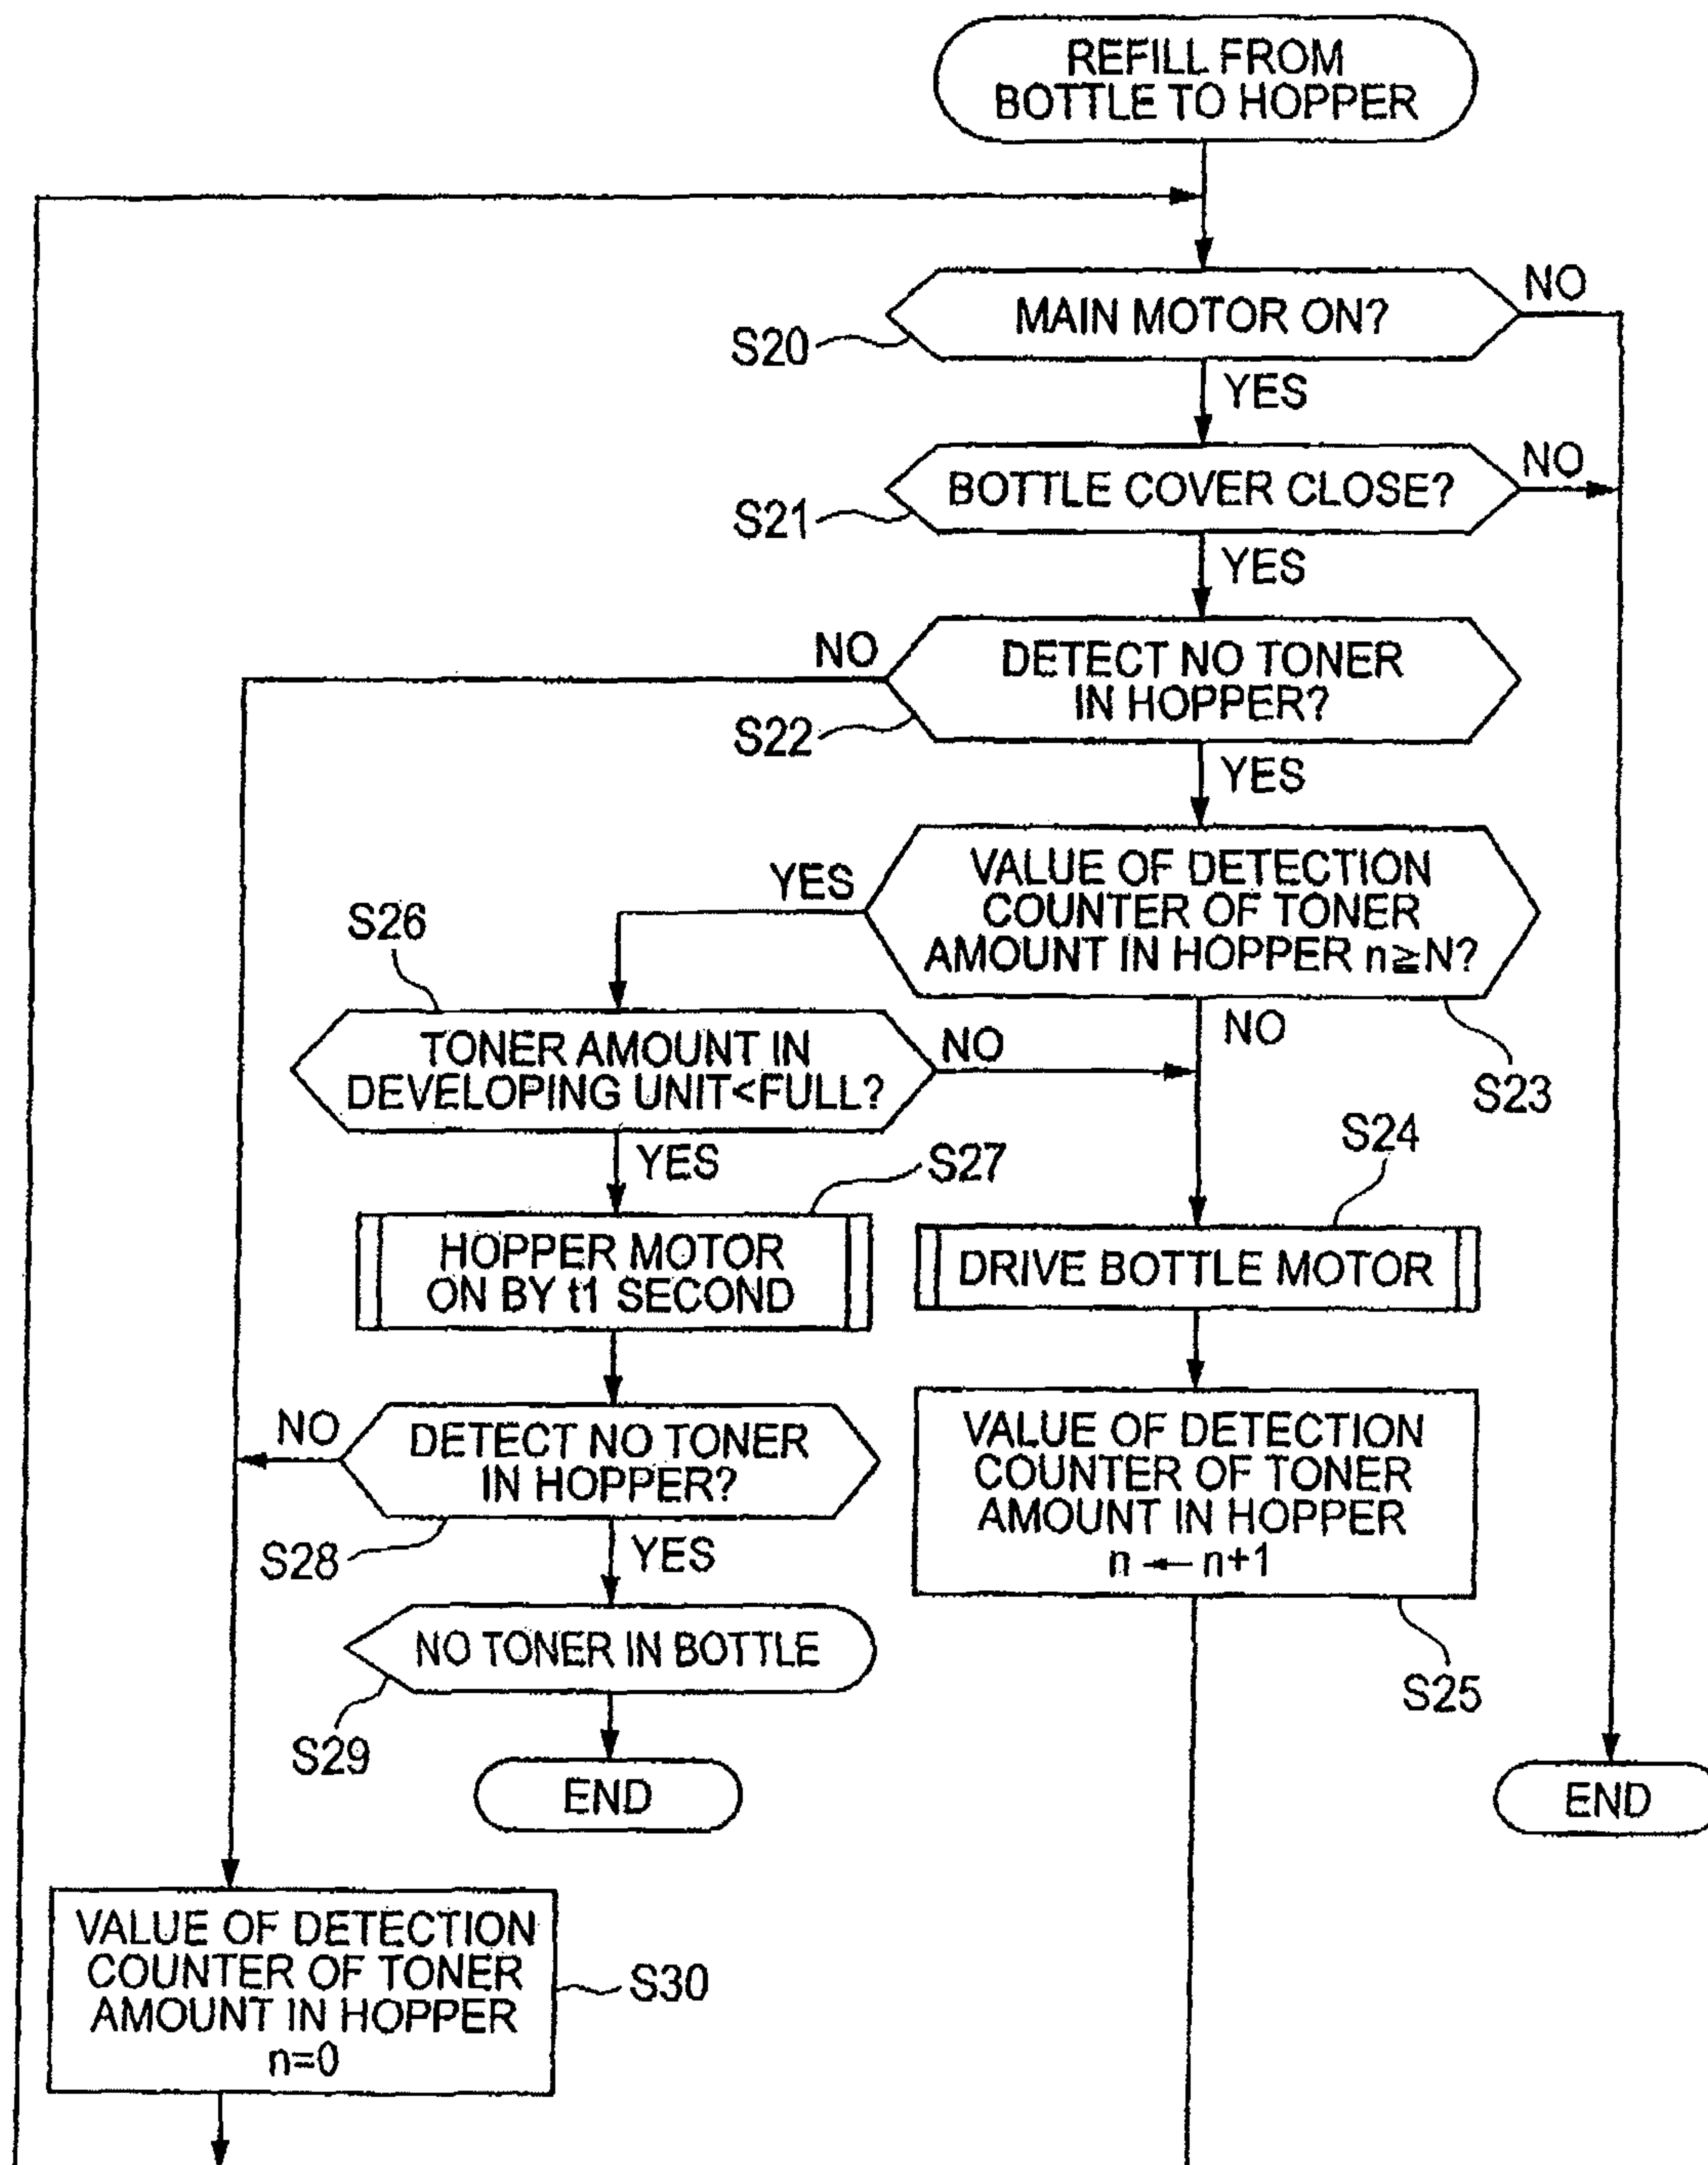 REFILL FROM
BOTTLE TO HOPPER
MAIN MOTOR ON?
NO
S20
YES
BOTTLE COVER CLOSE?
NO
S21
YES
NO
DETECT NO TONER
IN HOPPER?
S22
YES
YES
VALUE OF DETECTION
COUNTER OF TONER
AMOUNT IN HOPPER n≧N?
S26
NO
S23
TONER AMOUNT IN
DEVELOPING UNIT<FULL?
NO
YES
S27
S24
HOPPER MOTOR
ON BY t1 SECOND
DRIVE BOTTLE MOTOR
NO
DETECT NO TONER
IN HOPPER?
S28
YES
VALUE OF DETECTION
COUNTER OF TONER
AMOUNT IN HOPPER
n ← n+1
S25
NO TONER IN BOTTLE
S29
END
END
VALUE OF DETECTION
COUNTER OF TONER
AMOUNT IN HOPPER
n=0
S30